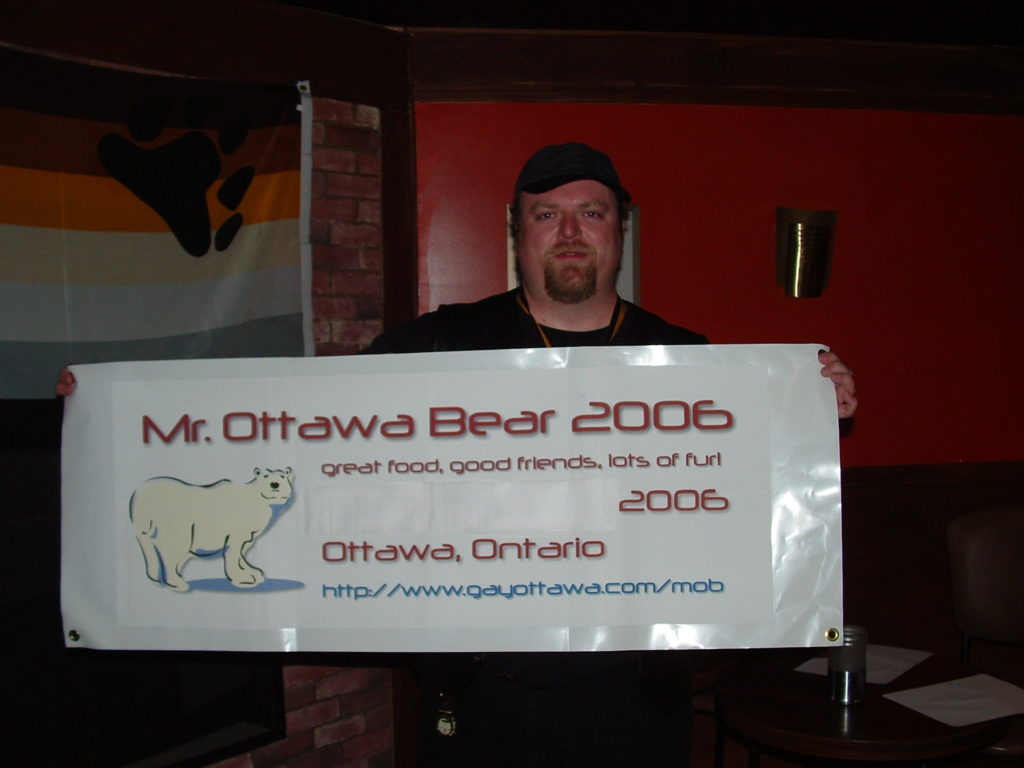 Mr. Ottawa Bear 2006
great food, good friends, lots of fur!
2006
Ottawa, Ontario
http://www.gayottawa.com/mob